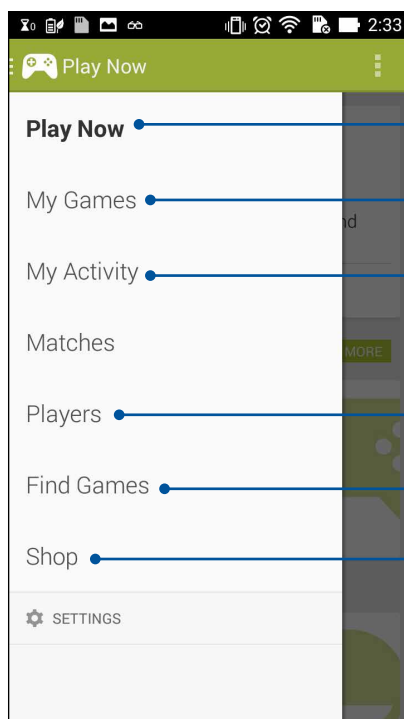 2:33
Play Now
Play Now
My Games
nd
My Activity
Matches
MORE
Players
Find Games
Shop
SETTINGS